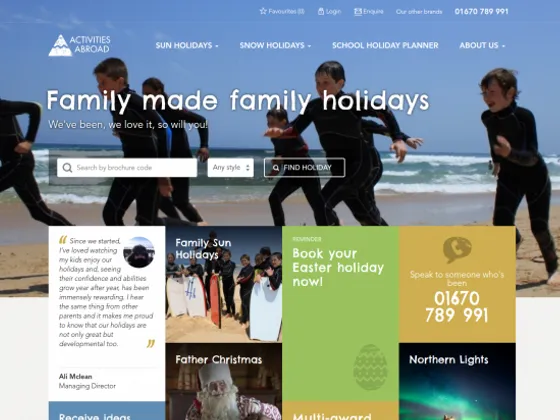 Favourites (0)
Login
Enquire
Our other brands
01670 789 991
ACTIVITIES
ABROAD
SUN HOLIDAYS
SNOW HOLIDAYS
SCHOOL HOLIDAY PLANNER
ABOUT US
Family made family holidays
We've been, we love it, so will you!
Search by brochure code
Any style
FIND HOLIDAY
“ Since we started,
I've loved watching
my kids enjoy our
holidays and, seeing
their confidence and abilities
grow year after year, has been
immensely rewarding. I hear
the same thing from other
parents and it makes me proud
to know that our holidays are
not only great but
developmental too. ”
Ali Mclean
Managing Director
Family Sun
Holidays
REMINDER
Book your
Easter holiday
now!
Speak to someone who's
been
01670
789 991
Father Christmas
Northern Lights
Receive ideas
Multi-award